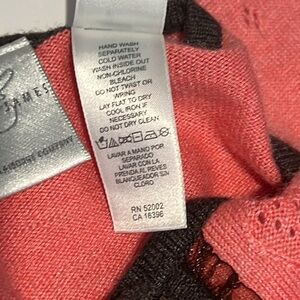 JAMES
HAND WASH
SEPARATELY
COLD WATER
WASH INSIDE OUT
NON-CHLORINE
BLEACH
DO NOT TWIST OR
WRING
LAY FLAT TO DRY
COOL IRON IF
NECESSARY
DO NOT DRY CLEAN
LAVAR A MANO POR
SEPARADO
LAVAR CON LA
PRENDA AL REVES
BLANQUEADOR SIN
CLORO
RN 52002
CA 16396